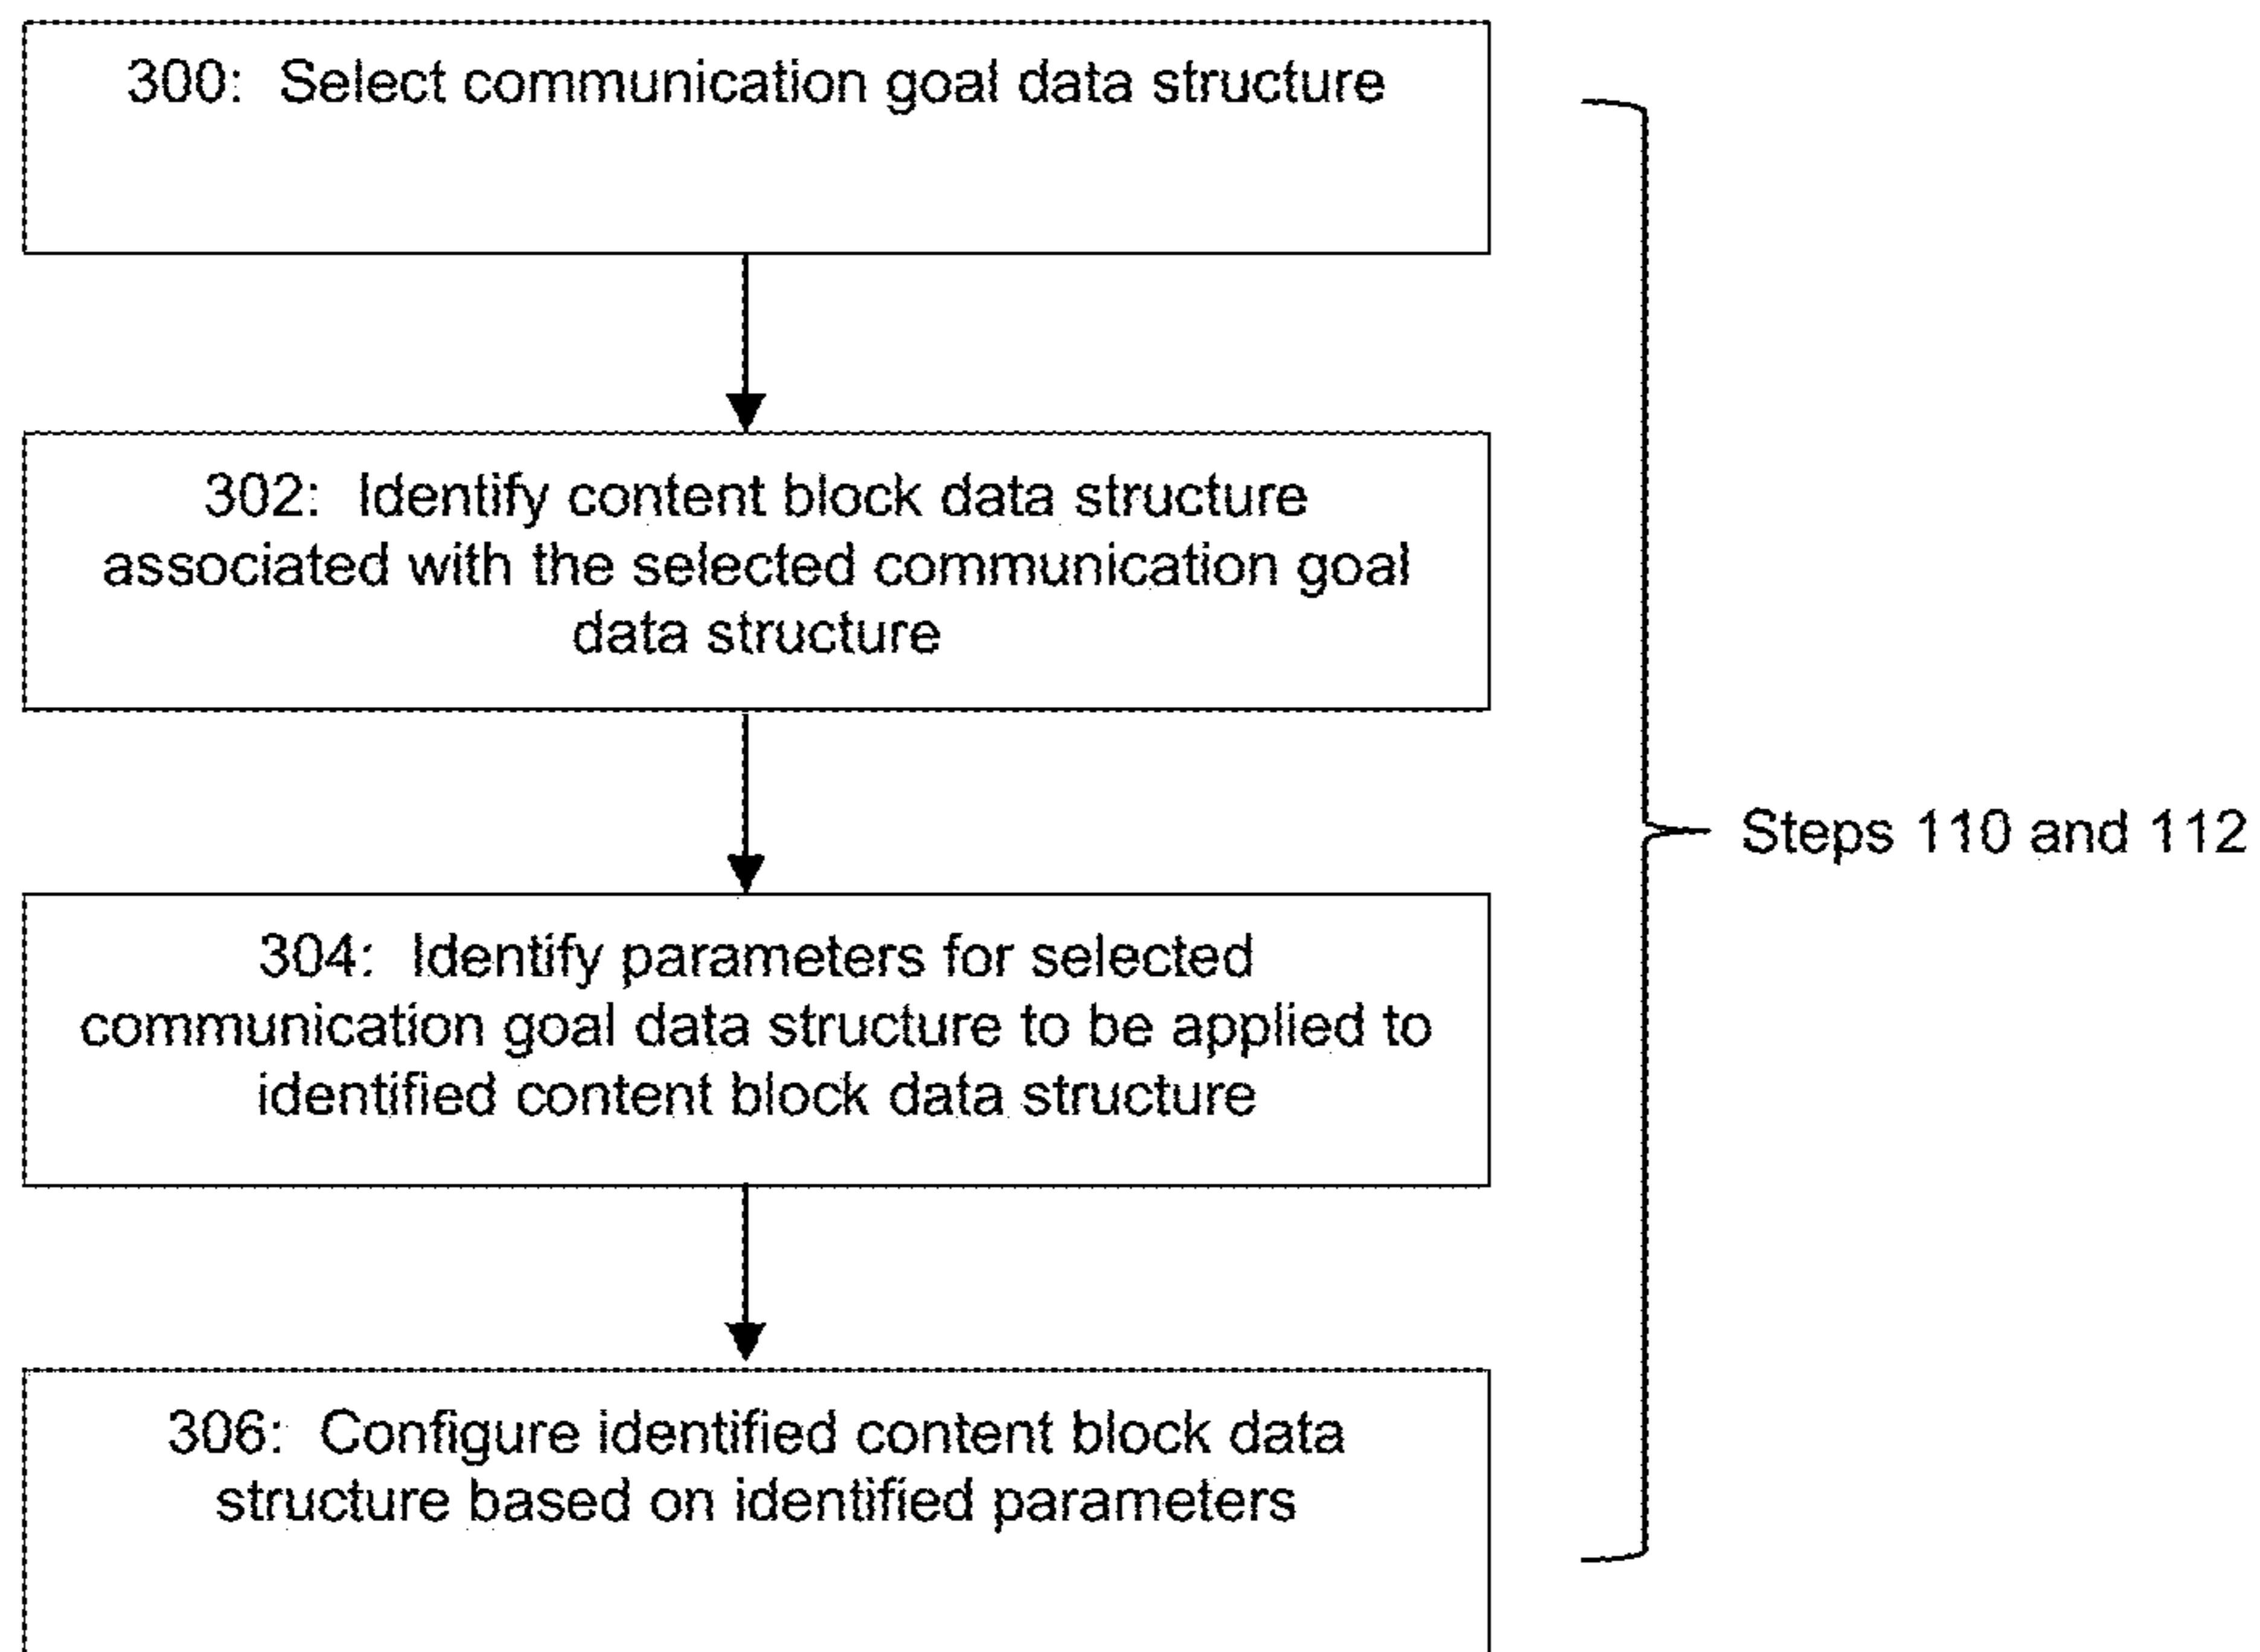 300: Select communication goal data structure
302: Identify content block data structure
associated with the selected communication goal
data structure
Steps 110 and 112
304: Identify parameters for selected
communication goal data structure to be applied to
identified content block data structure
306: Configure identified content block data
structure based on identified parameters